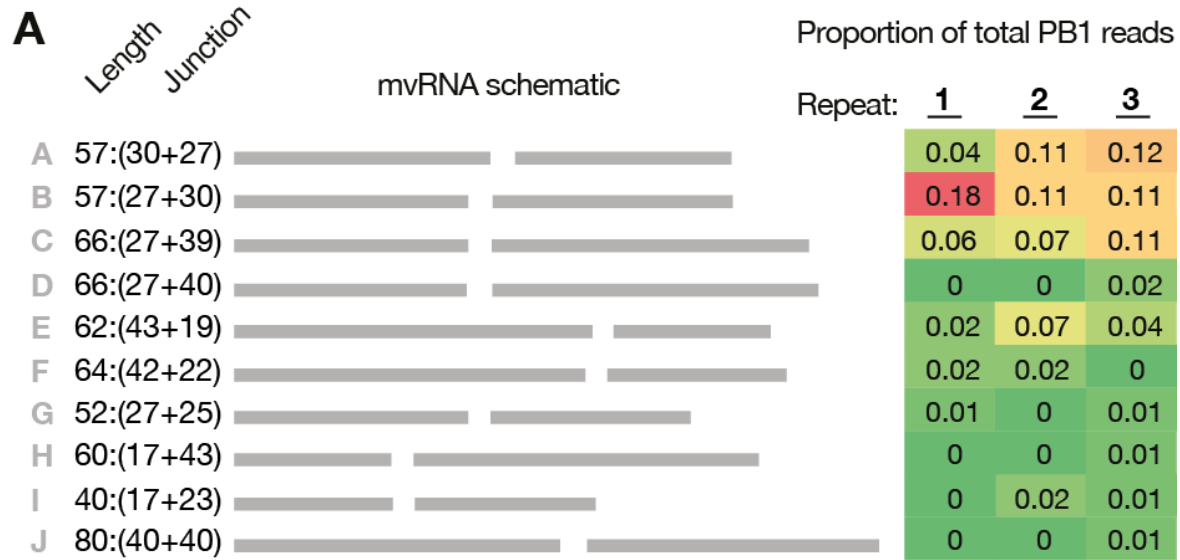 A
Length
Junction
mvRNA schematic
Proportion of total PB1 reads
Repeat: 1 2 3
A 57:(30+27) 0.04 0.11 0.12
B 57:(27+30) 0.18 0.11 0.11
C 66:(27+39) 0.06 0.07 0.11
D 66:(27+40) 0 0 0.02
E 62:(43+19) 0.02 0.07 0.04
F 64:(42+22) 0.02 0.02 0
G 52:(27+25) 0.01 0 0.01
H 60:(17+43) 0 0 0.01
I 40:(17+23) 0 0.02 0.01
J 80:(40+40) 0 0 0.01